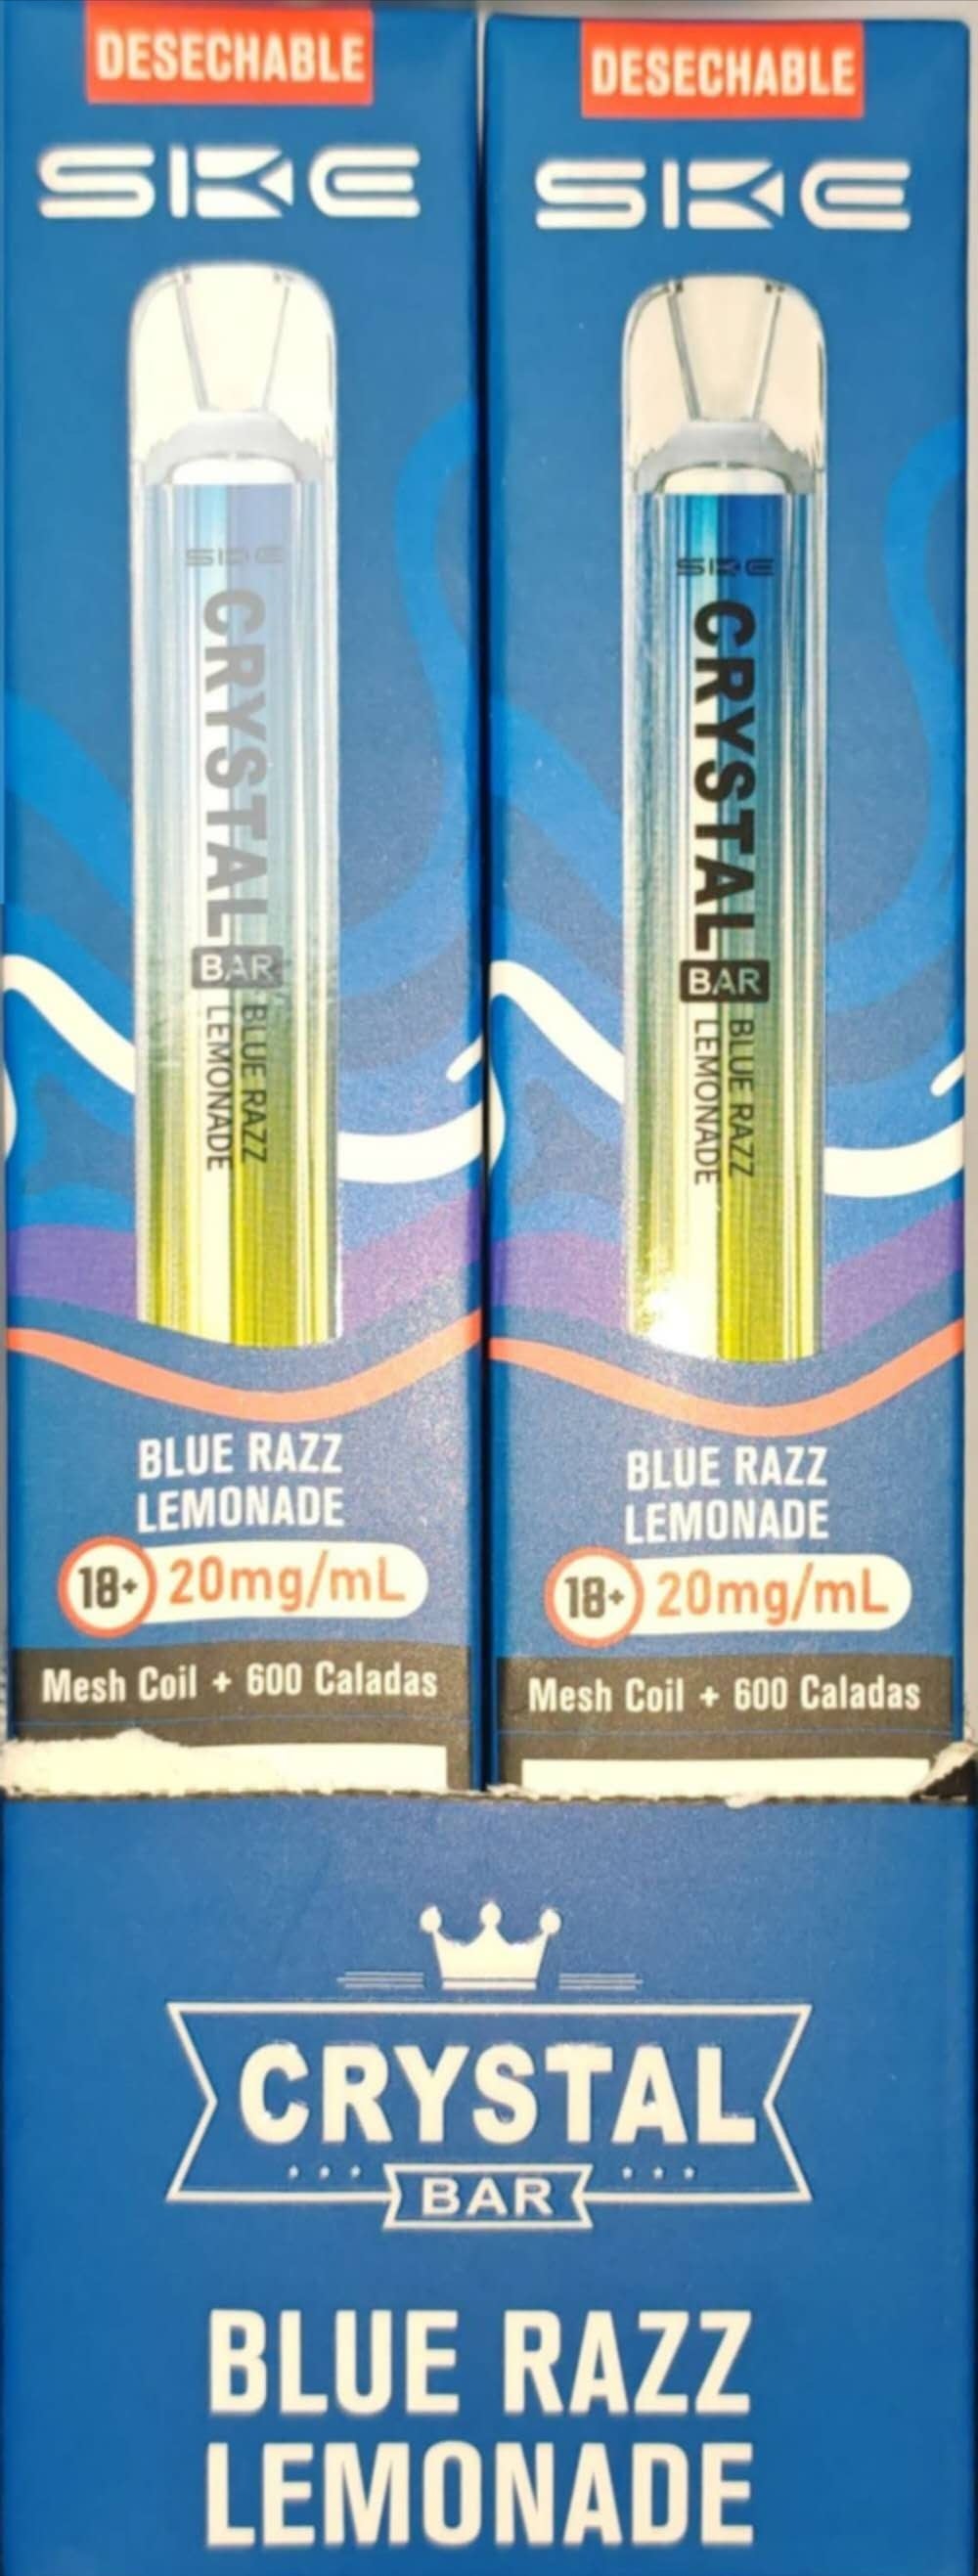 DESECHABLE
SKE
SKE
CRYSTAL
BAR
BLUE RAZZ
LEMONADE
BLUE RAZZ
LEMONADE
18+ 20mg/mL
Mesh Coil + 600 Caladas
DESECHABLE
SKE
SKE
CRYSTAL
BAR
BLUE RAZZ
LEMONADE
BLUE RAZZ
LEMONADE
18+ 20mg/mL
Mesh Coil + 600 Caladas
CRYSTAL
BAR
BLUE RAZZ
LEMONADE